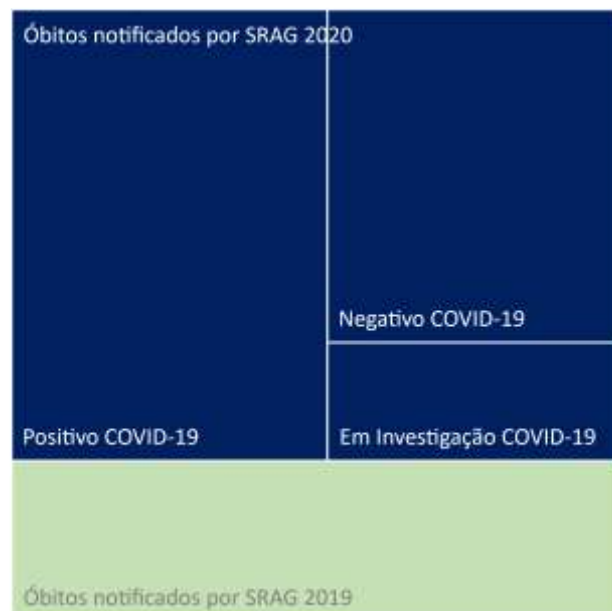 Óbitos notificados por SRAG 2020
Negativo COVID-19
Positivo COVID-19
Em Investigação COVID-19
Óbitos notificados por SRAG 2019